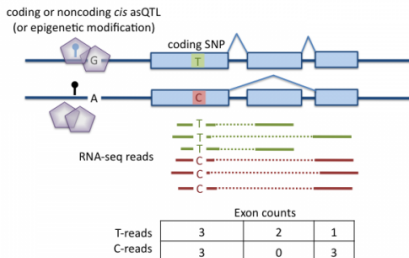 coding or noncoding cis asQTL
(or epigenetic modification)
coding SNP
G
T
A
C
RNA-seq reads
T
T
T
C
C
C
Exon counts
T-reads 3 2 1
C-reads 3 0 3